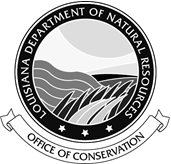 LOUISIANA DEPARTMENT OF NATURAL RESOURCES
OFFICE OF CONSERVATION